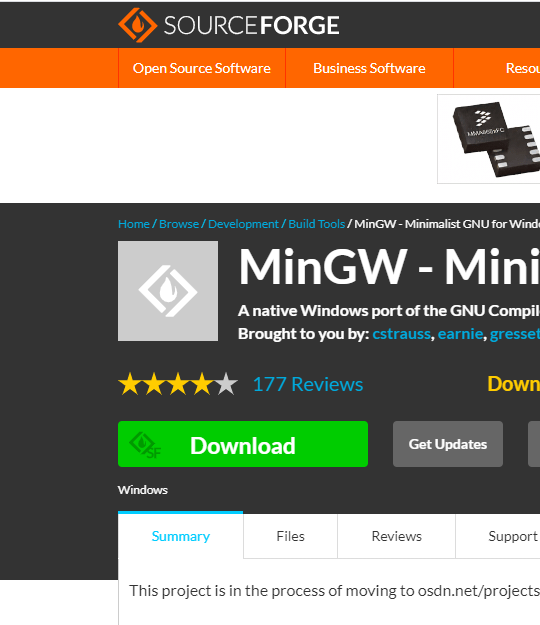 SOURCEFORGE
Open Source Software Business Software Resou
MMA865xFC
Home / Browse / Development / Build Tools / MinGW - Minimalist GNU for Windo
MinGW - Mini
A native Windows port of the GNU Compil
Brought to you by: cstrauss, earnie, gresset
177 Reviews Down
SF Download Get Updates
Windows
Summary Files Reviews Support
This project is in the process of moving to osdn.net/projects